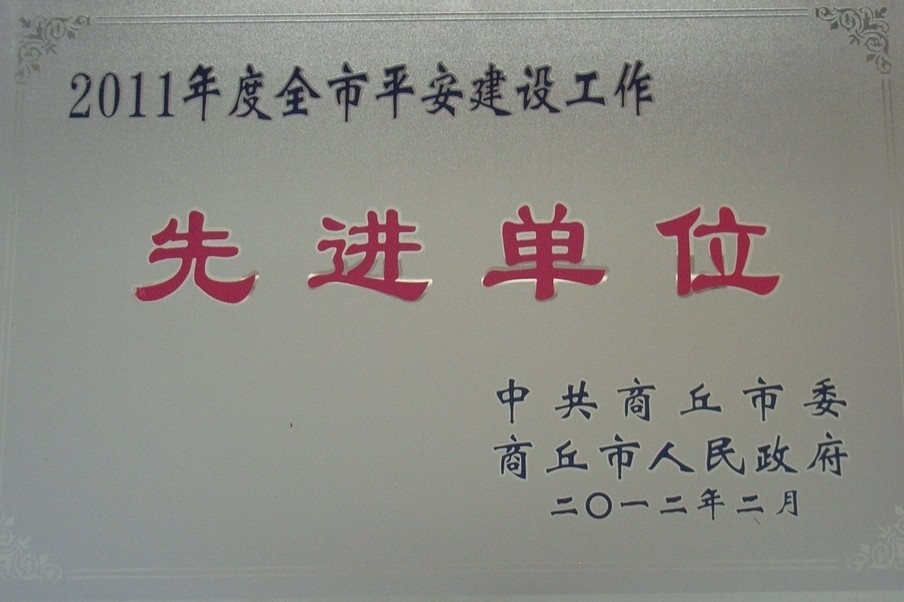 2011年度全市平安建设工作
先进单位
中共商丘市委
商丘市人民政府
二〇一二年二月